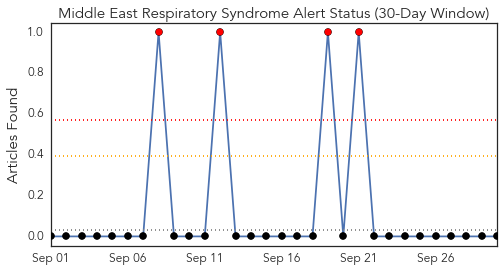 Middle East Respiratory Syndrome Alert Status (30-Day Window)
Articles Found
1.0
0.8
0.6
0.4
0.2
0.0
Sep 01 Sep 06 Sep 11 Sep 16 Sep 21 Sep 26